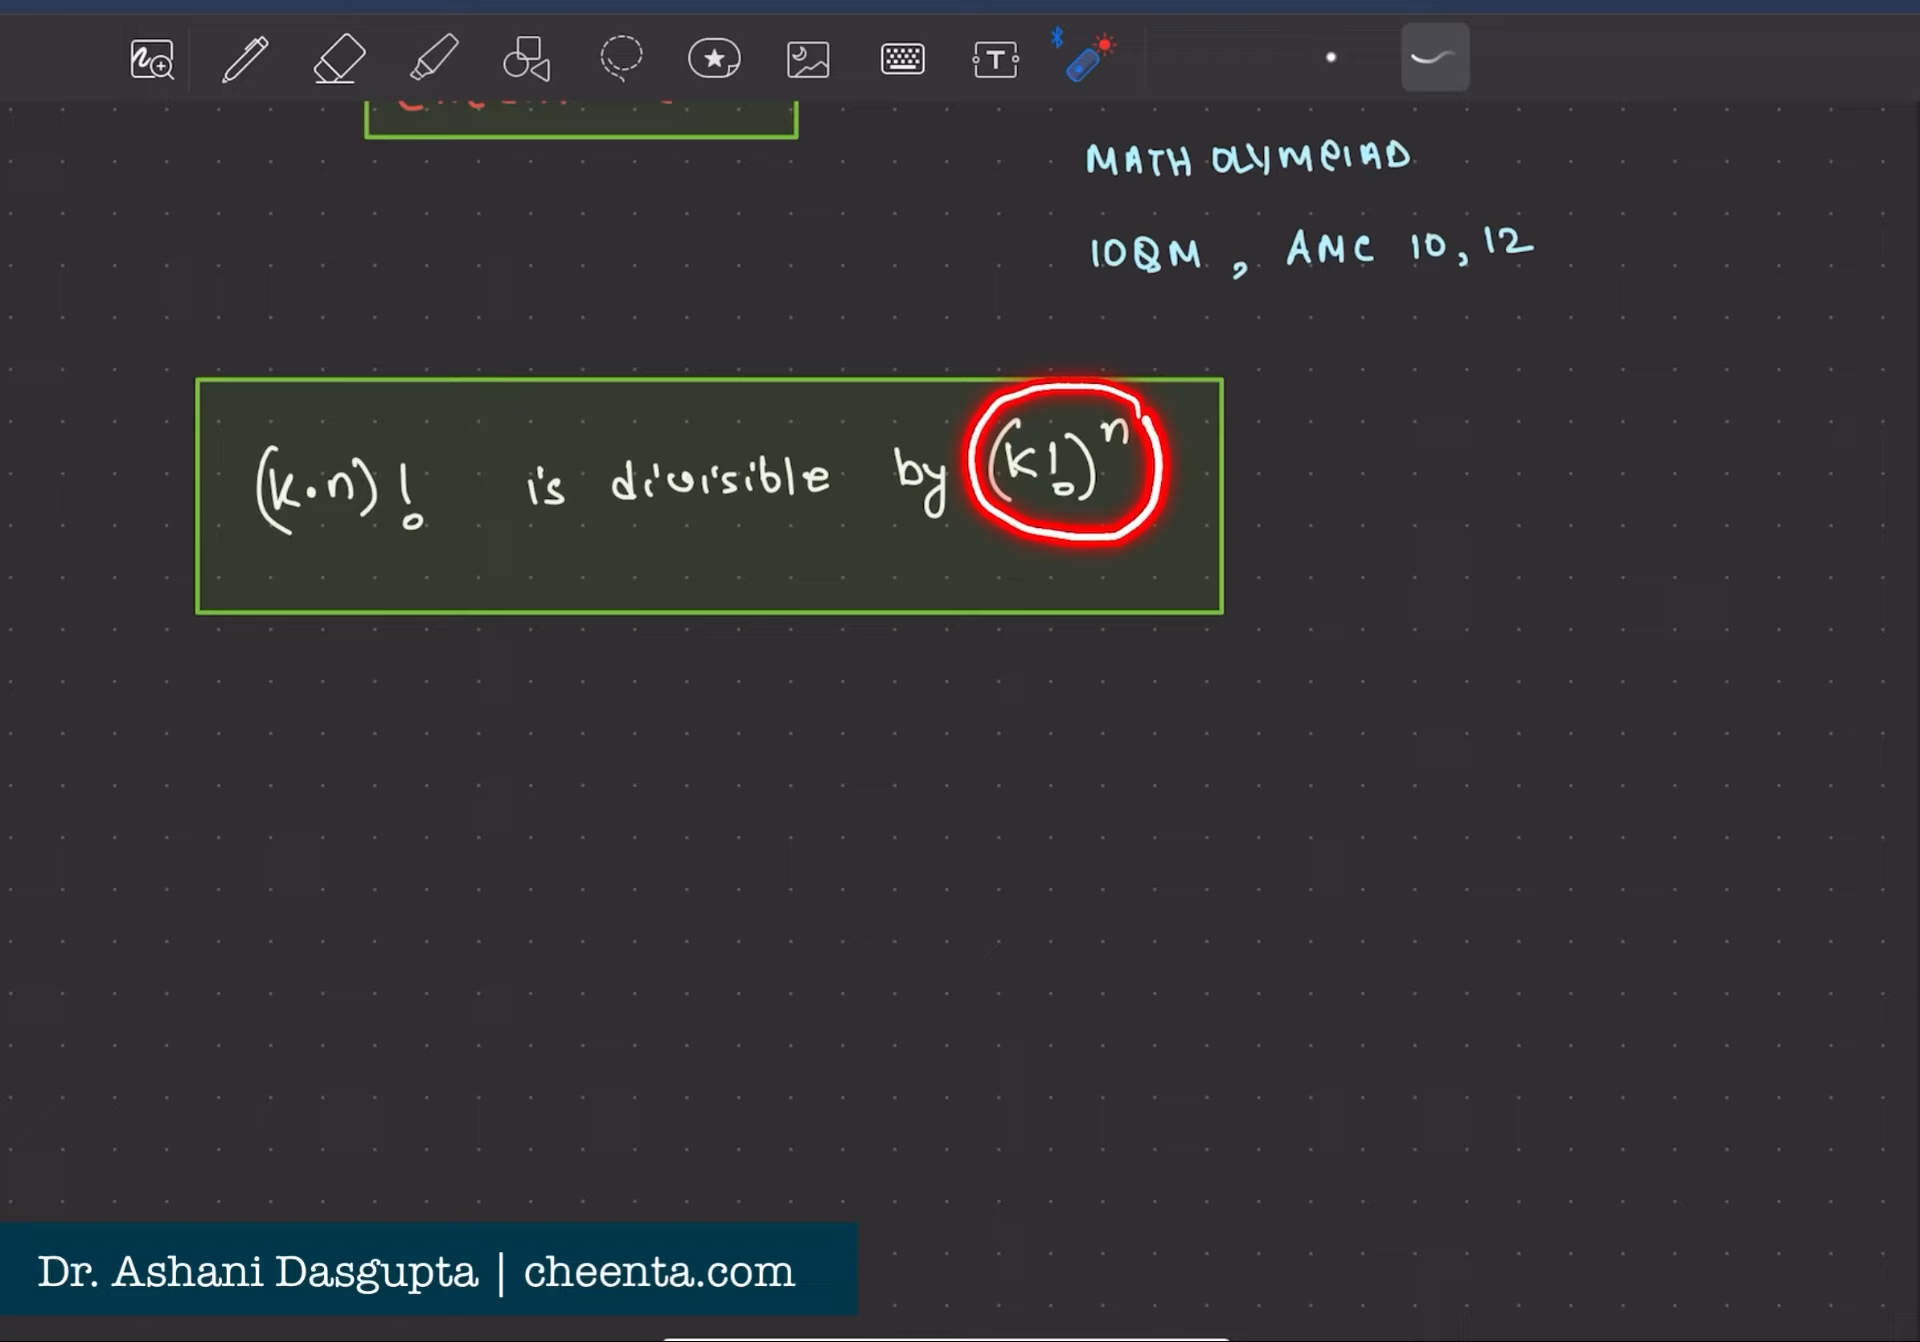 MATH OLYMPIAD
IOQM , AMC 10, 12
(k.n)! is divisible by (k!)ⁿ
Dr. Ashani Dasgupta | cheenta.com